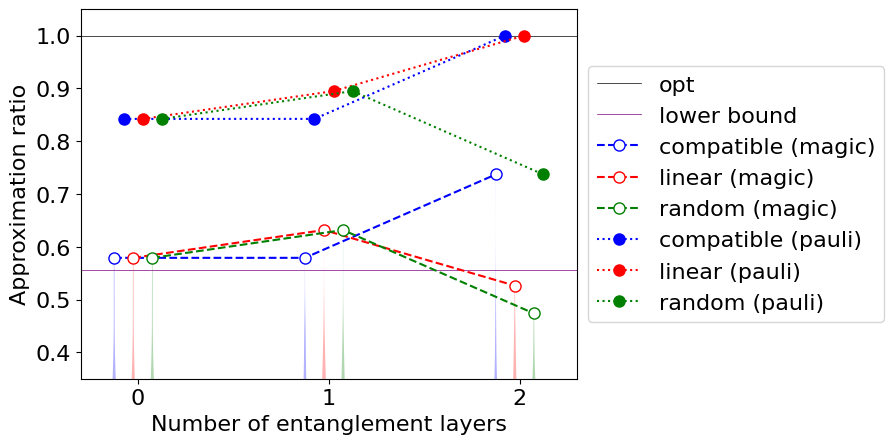 1.0
0.9
0.8
0.7
0.6
0.5
0.4
Approximation ratio
0 1 2
Number of entanglement layers
opt
lower bound
compatible (magic)
linear (magic)
random (magic)
compatible (pauli)
linear (pauli)
random (pauli)